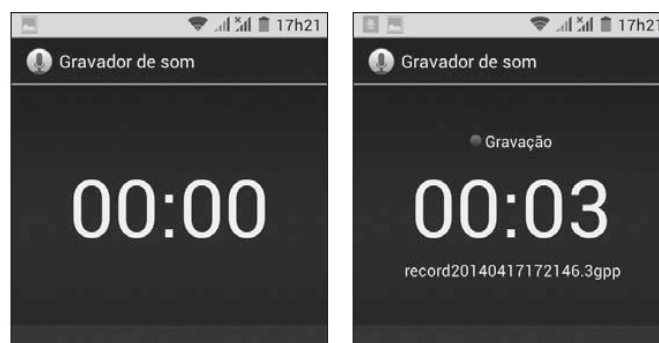 17h21
Gravador de som
00:00
17h21
Gravador de som
Gravação
00:03
record20140417172146.3gpp